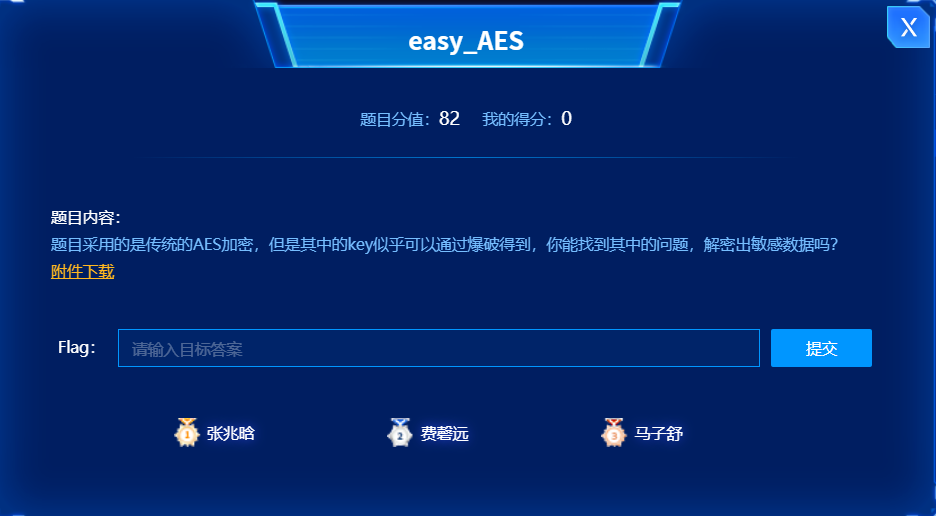 easy_AES
X
题目分值：82 我的得分：0
题目内容：
题目采用的是传统的AES加密，但是其中的key似乎可以通过爆破得到，你能找到其中的问题，解密出敏感数据吗？
附件下载
Flag： 请输入目标答案 提交
1 张兆晗 2 费磬远 3 马子舒